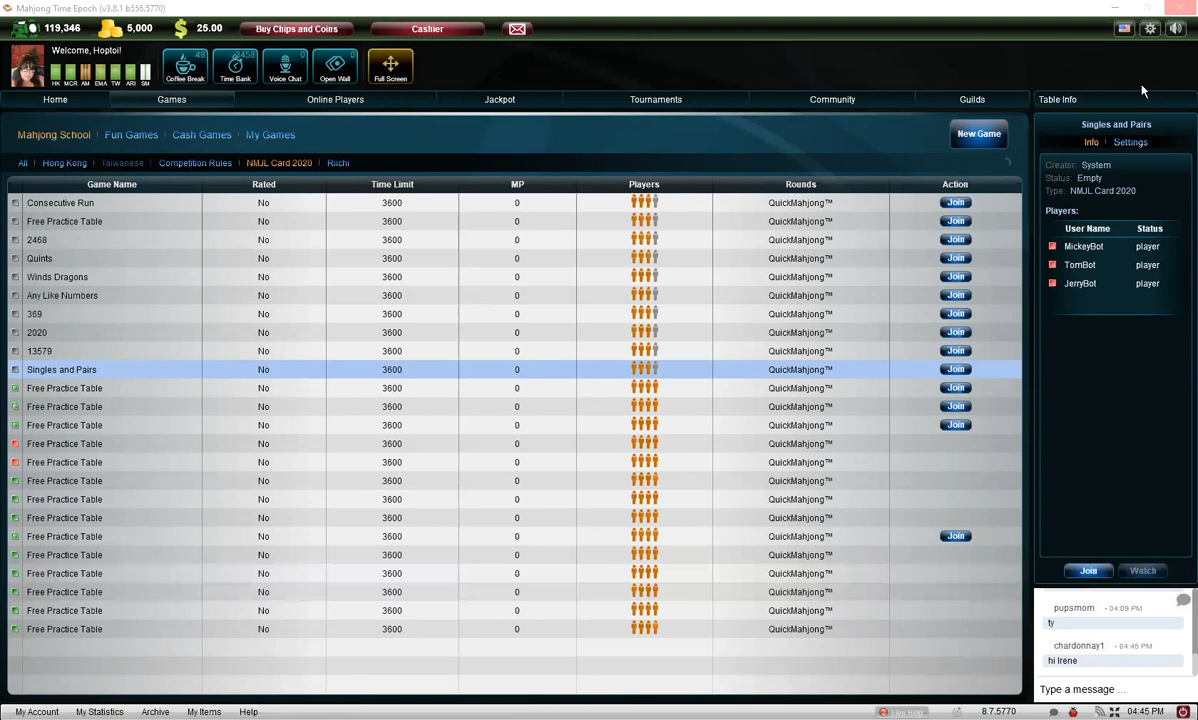 Mahjong Time Epoch (v3.8.1 b556.5770)
119,346 5,000 $ 25.00 Buy Chips and Coins Cashier
Welcome, Hoptoi!
HK MCR AM EMA TW ARI SM
48 3458 0 0
Coffee Break Time Bank Voice Chat Open Wall Full Screen
Home Games Online Players Jackpot Tournaments Community Guilds Table Info
Mahjong School Fun Games Cash Games My Games New Game
All Hong Kong Taiwanese Competition Rules NMJL Card 2020 Riichi
Game Name Rated Time Limit MP Players Rounds Action
Consecutive Run No 3600 0 QuickMahjong™ Join
Free Practice Table No 3600 0 QuickMahjong™ Join
2468 No 3600 0 QuickMahjong™ Join
Quints No 3600 0 QuickMahjong™ Join
Winds Dragons No 3600 0 QuickMahjong™ Join
Any Like Numbers No 3600 0 QuickMahjong™ Join
369 No 3600 0 QuickMahjong™ Join
2020 No 3600 0 QuickMahjong™ Join
13579 No 3600 0 QuickMahjong™ Join
Singles and Pairs No 3600 0 QuickMahjong™ Join
Free Practice Table No 3600 0 QuickMahjong™ Join
Free Practice Table No 3600 0 QuickMahjong™ Join
Free Practice Table No 3600 0 QuickMahjong™ Join
Free Practice Table No 3600 0 QuickMahjong™
Free Practice Table No 3600 0 QuickMahjong™
Free Practice Table No 3600 0 QuickMahjong™
Free Practice Table No 3600 0 QuickMahjong™
Free Practice Table No 3600 0 QuickMahjong™
Free Practice Table No 3600 0 QuickMahjong™ Join
Free Practice Table No 3600 0 QuickMahjong™
Free Practice Table No 3600 0 QuickMahjong™
Free Practice Table No 3600 0 QuickMahjong™
Free Practice Table No 3600 0 QuickMahjong™
Free Practice Table No 3600 0 QuickMahjong™
Singles and Pairs
Info Settings
Creator: System
Status: Empty
Type: NMJL Card 2020
Players:
User Name Status
MickeyBot player
TomBot player
JerryBot player
Join Watch
pupsmom - 04:09 PM
ty
chardonnay1 - 04:45 PM
hi Irene
Type a message ...
My Account My Statistics Archive My Items Help Live Help 8.7.5770 04:45 PM